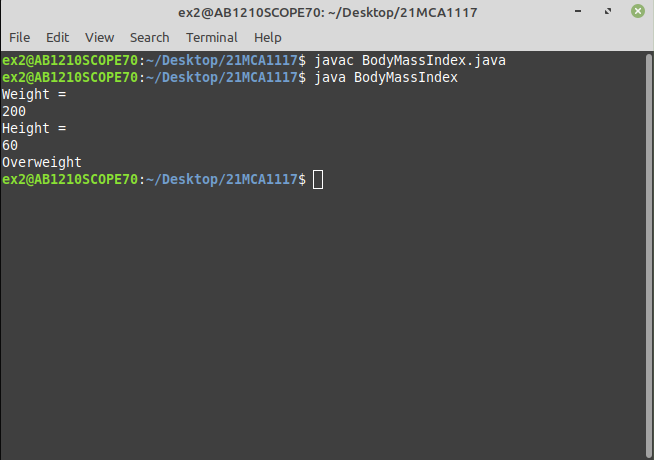 ex2@AB1210SCOPE70: ~/Desktop/21MCA1117
File Edit View Search Terminal Help
ex2@AB1210SCOPE70:~/Desktop/21MCA1117$ javac BodyMassIndex.java
ex2@AB1210SCOPE70:~/Desktop/21MCA1117$ java BodyMassIndex
Weight =
200
Height =
60
Overweight
ex2@AB1210SCOPE70:~/Desktop/21MCA1117$